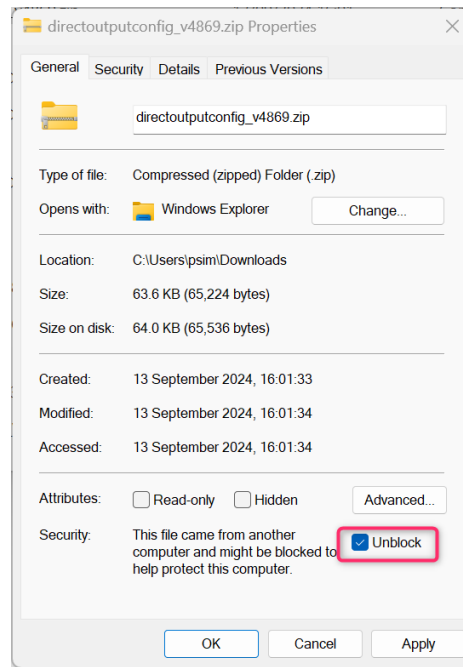 directoutputconfig_v4869.zip Properties
General Security Details Previous Versions
directoutputconfig_v4869.zip
Type of file: Compressed (zipped) Folder (.zip)
Opens with: Windows Explorer Change...
Location: C:\Users\psim\Downloads
Size: 63.6 KB (65,224 bytes)
Size on disk: 64.0 KB (65,536 bytes)
Created: 13 September 2024, 16:01:33
Modified: 13 September 2024, 16:01:34
Accessed: 13 September 2024, 16:01:34
Attributes: Read-only Hidden Advanced...
Security: This file came from another
computer and might be blocked to
help protect this computer.
Unblock
OK Cancel Apply